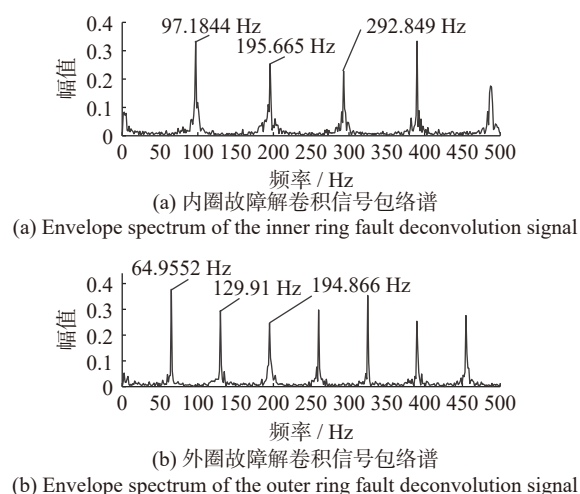 97.1844 Hz
292.849 Hz
195.665 Hz
0.4
0.3
0.2
0.1
0
幅值
0 50 100 150 200 250 300 350 400 450 500
频率 / Hz
(a) 内圈故障解卷积信号包络谱
(a) Envelope spectrum of the inner ring fault deconvolution signal
64.9552 Hz
129.91 Hz
194.866 Hz
0.4
0.3
0.2
0.1
0
幅值
0 50 100 150 200 250 300 350 400 450 500
频率 / Hz
(b) 外圈故障解卷积信号包络谱
(b) Envelope spectrum of the outer ring fault deconvolution signal